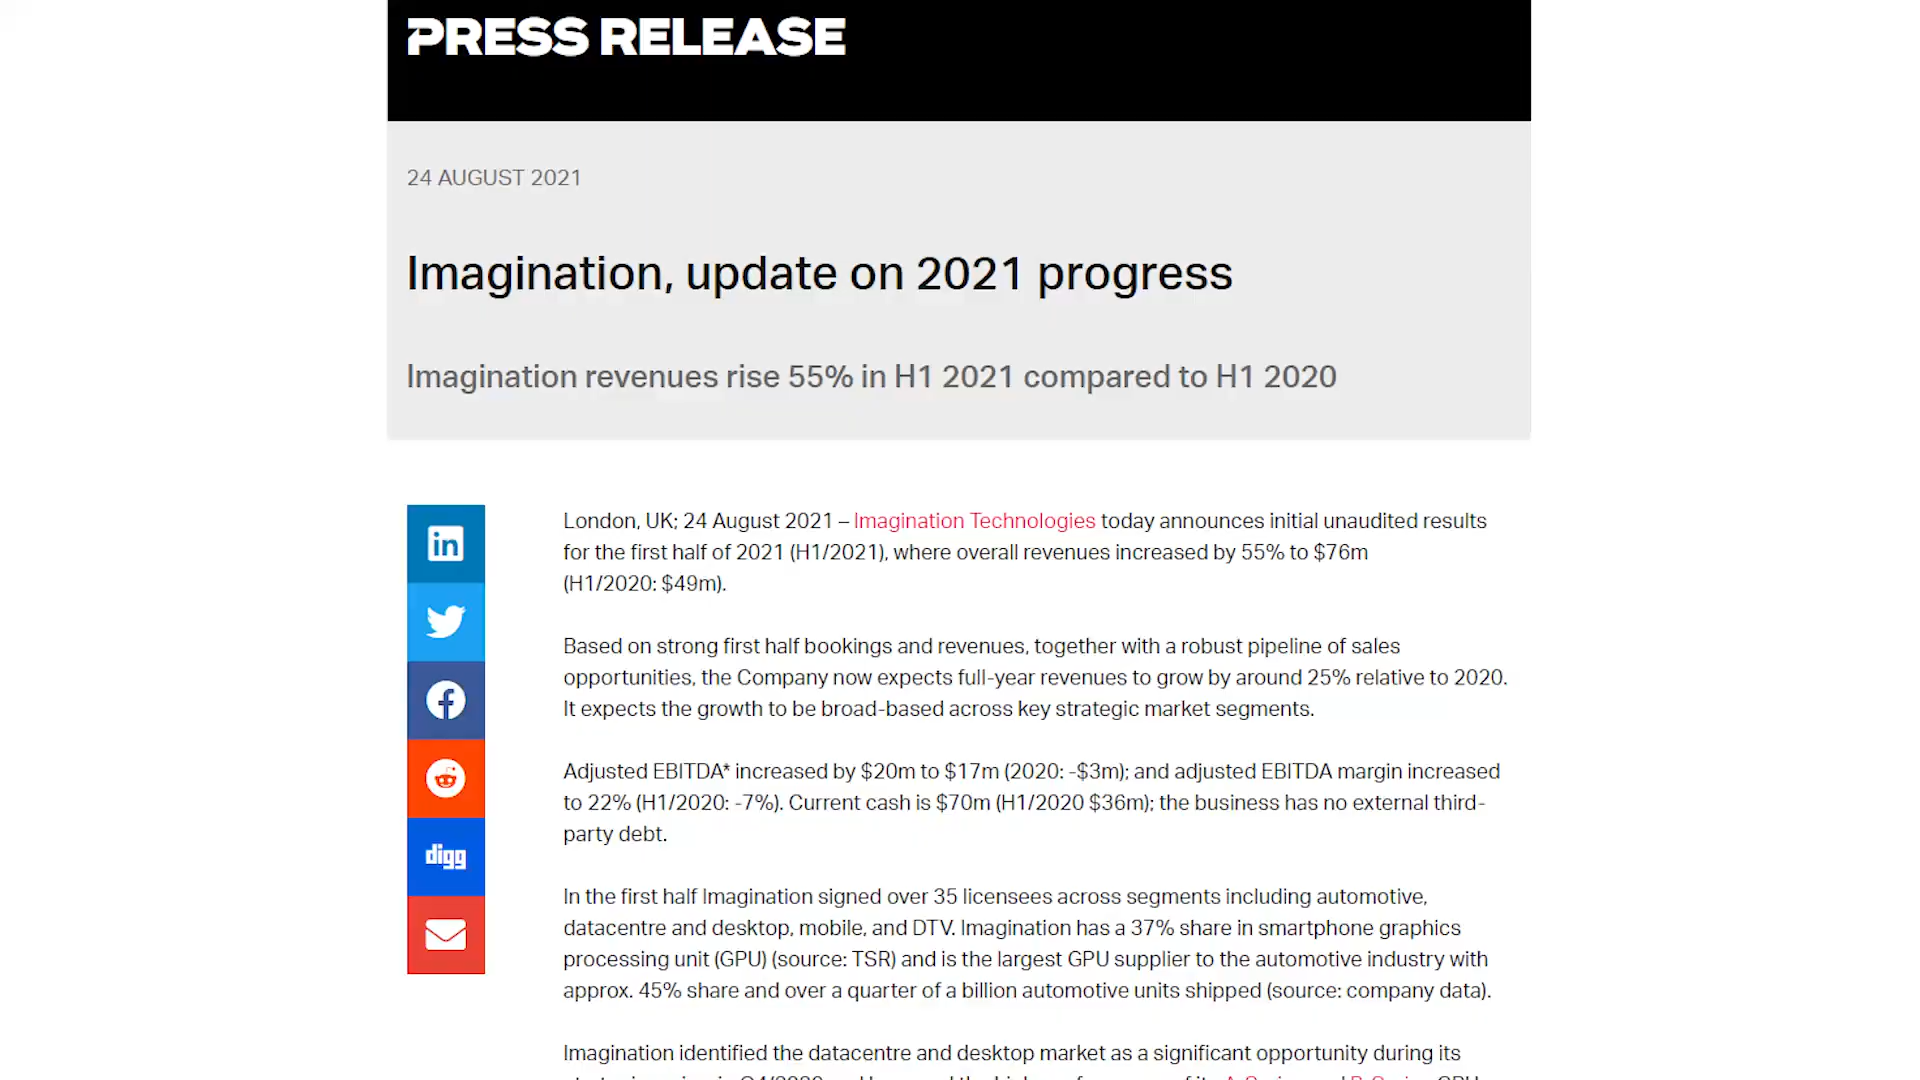 PRESS RELEASE
24 AUGUST 2021
Imagination, update on 2021 progress
Imagination revenues rise 55% in H1 2021 compared to H1 2020
in
digg
London, UK; 24 August 2021 – Imagination Technologies today announces initial unaudited results
for the first half of 2021 (H1/2021), where overall revenues increased by 55% to $76m
(H1/2020: $49m).
Based on strong first half bookings and revenues, together with a robust pipeline of sales
opportunities, the Company now expects full-year revenues to grow by around 25% relative to 2020.
It expects the growth to be broad-based across key strategic market segments.
Adjusted EBITDA* increased by $20m to $17m (2020: -$3m); and adjusted EBITDA margin increased
to 22% (H1/2020: -7%). Current cash is $70m (H1/2020 $36m); the business has no external third-
party debt.
In the first half Imagination signed over 35 licensees across segments including automotive,
datacentre and desktop, mobile, and DTV. Imagination has a 37% share in smartphone graphics
processing unit (GPU) (source: TSR) and is the largest GPU supplier to the automotive industry with
approx. 45% share and over a quarter of a billion automotive units shipped (source: company data).
Imagination identified the datacentre and desktop market as a significant opportunity during its